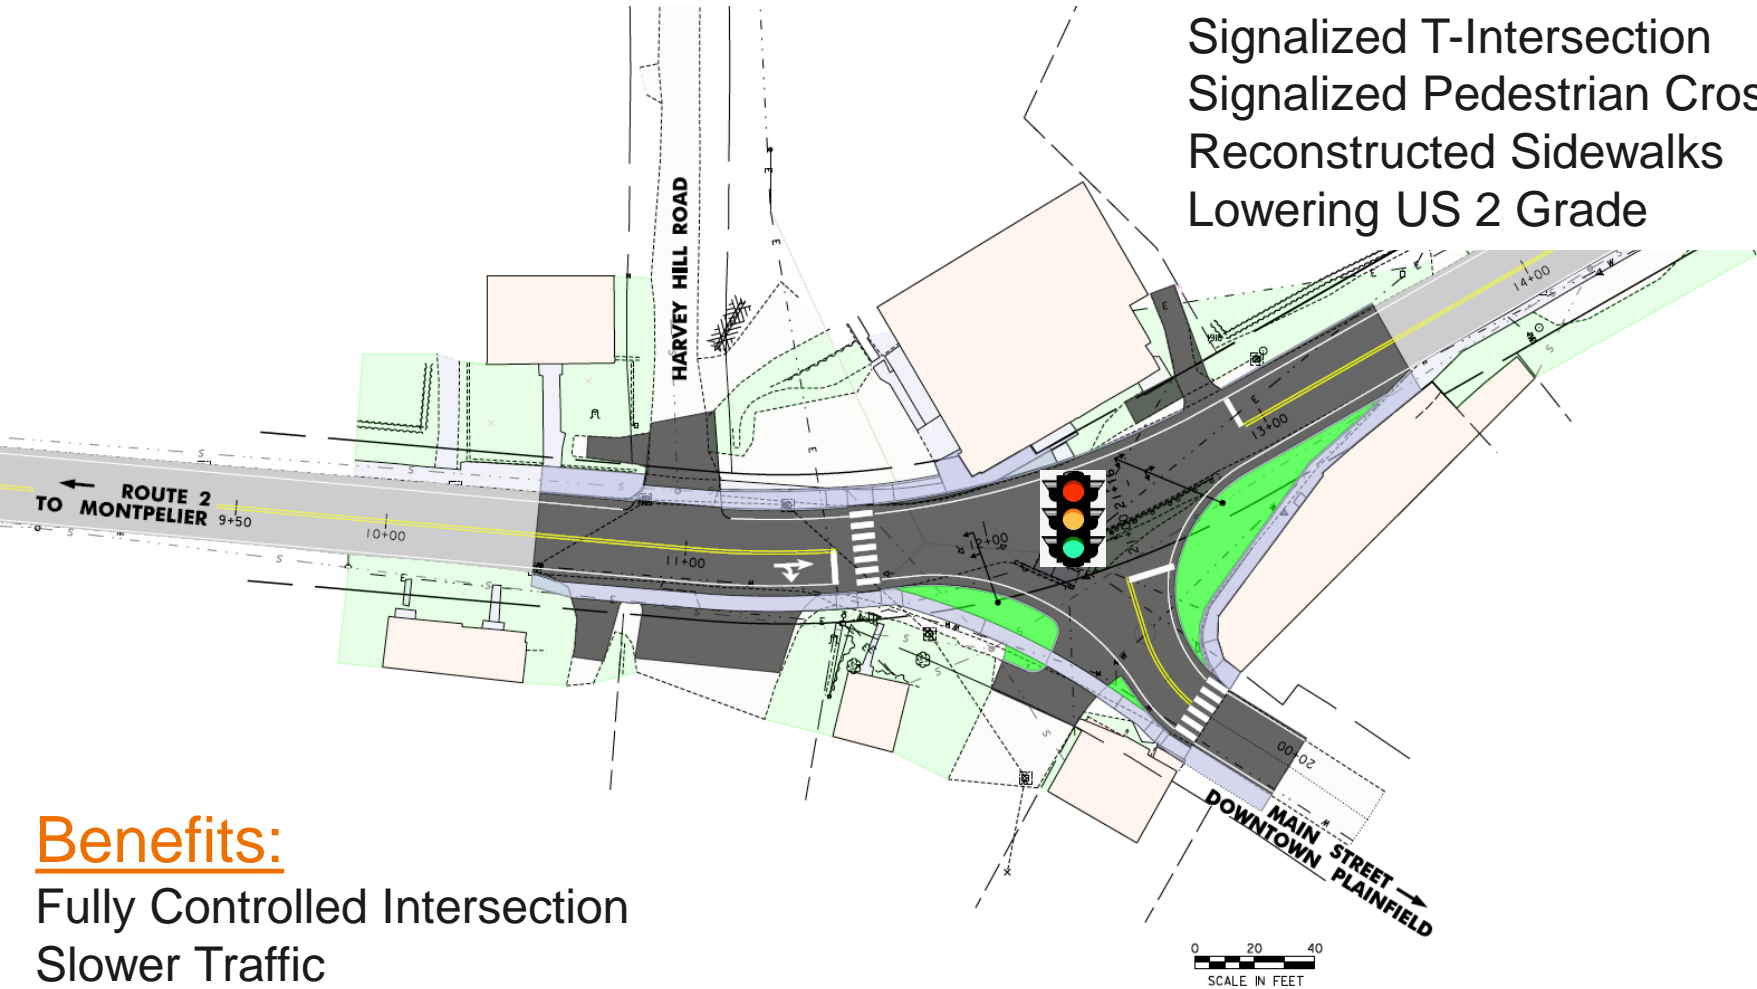 Signalized T-Intersection
Signalized Pedestrian Cros
Reconstructed Sidewalks
Lowering US 2 Grade
HARVEY HILL ROAD
ROUTE 2
TO MONTPELIER
9+50
10+00
11+00
12+00
13+00
14+00
20+00
MAIN STREET
DOWNTOWN PLAINFIELD
Benefits:
Fully Controlled Intersection
Slower Traffic
0 20 40
SCALE IN FEET